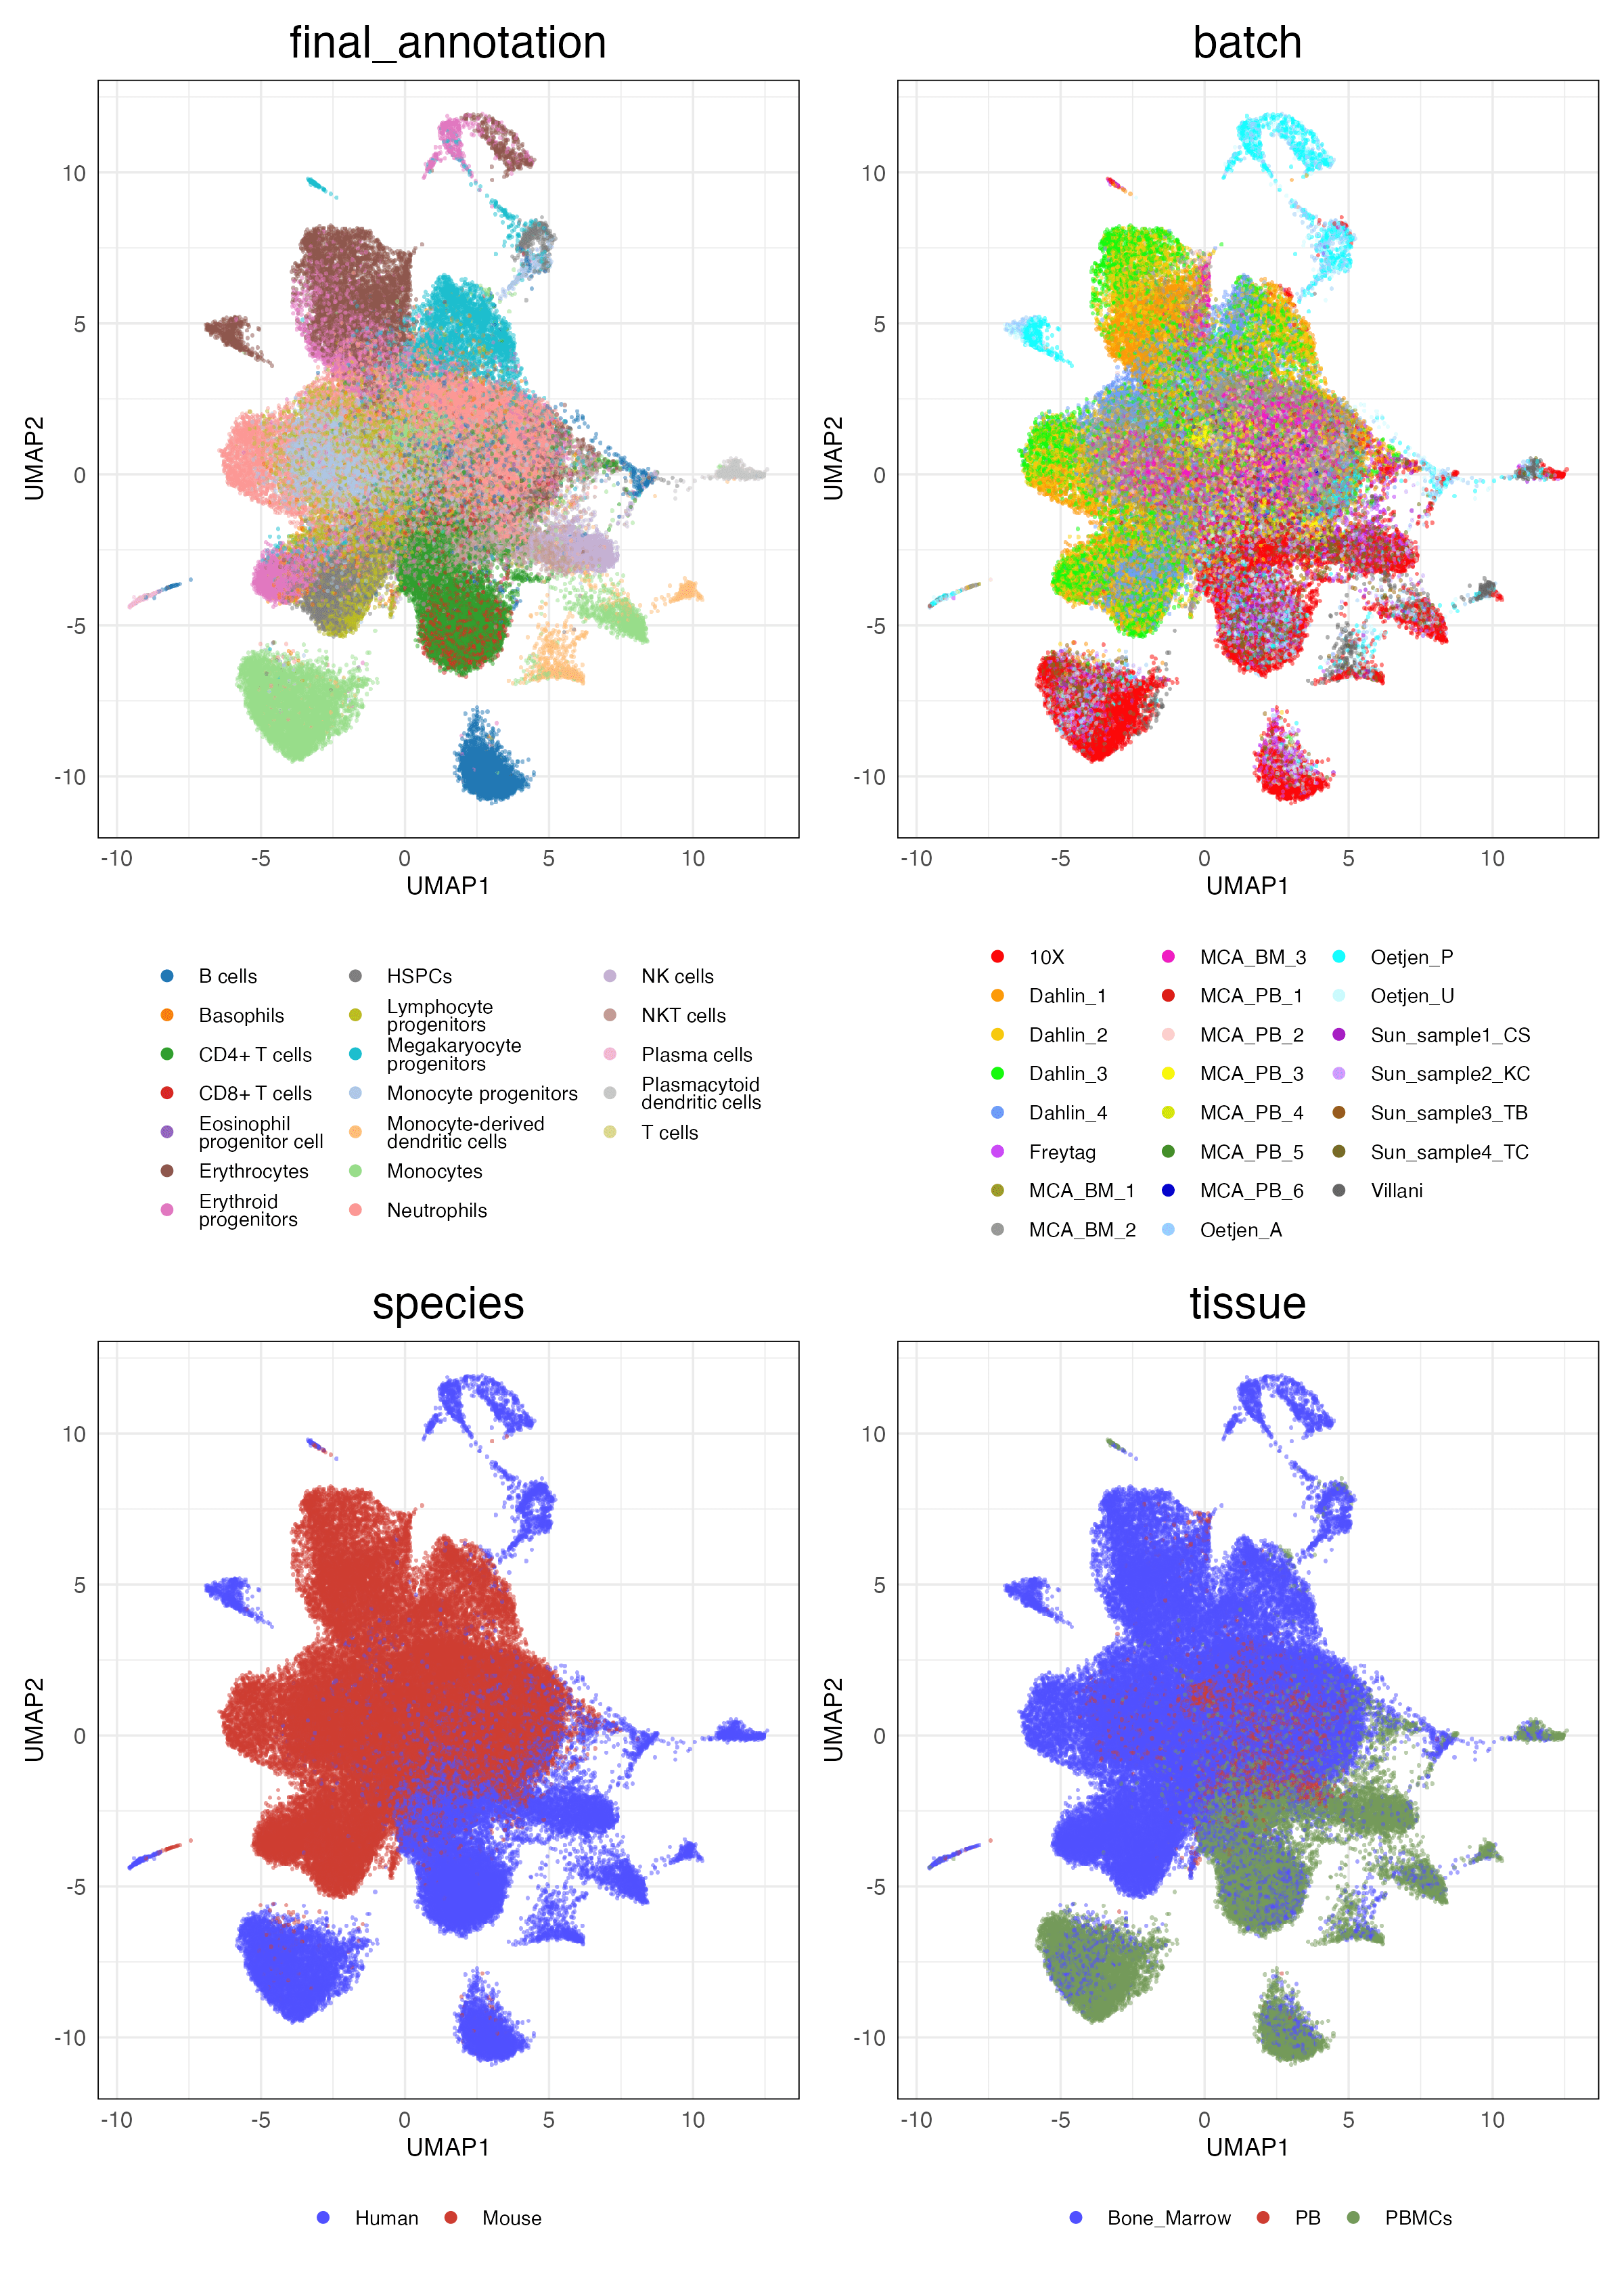 final_annotation
batch
10
5
0
-5
-10
UMAP2
-10
-5
0
5
10
UMAP1
10
5
0
-5
-10
UMAP2
-10
-5
0
5
10
UMAP1
B cells
Basophils
CD4+ T cells
CD8+ T cells
Eosinophil
progenitor cell
Erythrocytes
Erythroid
progenitors
HSPCs
Lymphocyte
progenitors
Megakaryocyte
progenitors
Monocyte progenitors
Monocyte-derived
dendritic cells
Monocytes
Neutrophils
NK cells
NKT cells
Plasma cells
Plasmacytoid
dendritic cells
T cells
10X
Dahlin_1
Dahlin_2
Dahlin_3
Dahlin_4
Freytag
MCA_BM_1
MCA_BM_2
MCA_BM_3
MCA_PB_1
MCA_PB_2
MCA_PB_3
MCA_PB_4
MCA_PB_5
MCA_PB_6
Oetjen_A
Oetjen_P
Oetjen_U
Sun_sample1_CS
Sun_sample2_KC
Sun_sample3_TB
Sun_sample4_TC
Villani
species
tissue
10
5
0
-5
-10
UMAP2
-10
-5
0
5
10
UMAP1
10
5
0
-5
-10
UMAP2
-10
-5
0
5
10
UMAP1
Human
Mouse
Bone_Marrow
PB
PBMCs